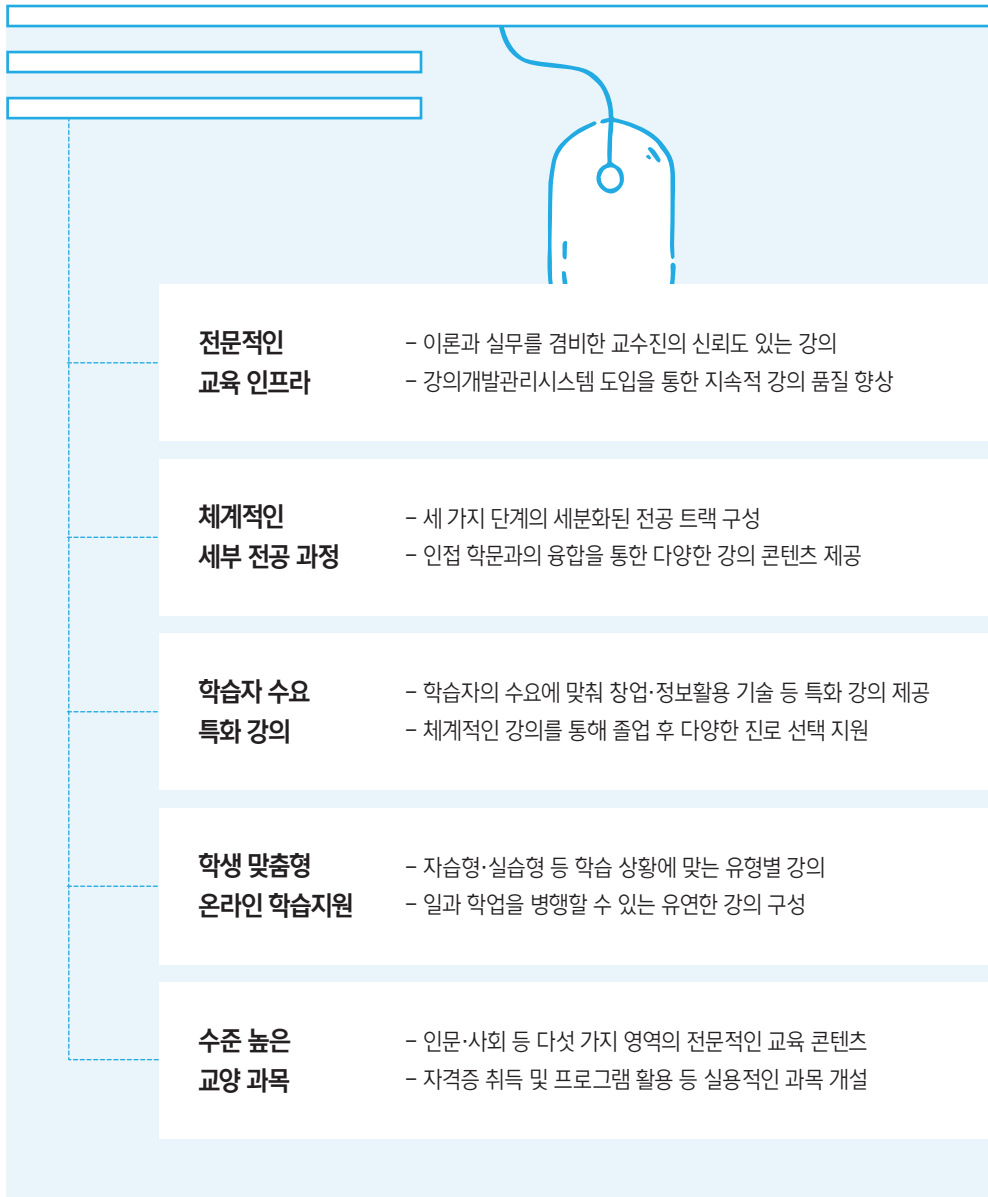 전문적인
교육 인프라
– 이론과 실무를 겸비한 교수진의 신뢰도 있는 강의
– 강의개발관리시스템 도입을 통한 지속적 강의 품질 향상
체계적인
세부 전공 과정
– 세 가지 단계의 세분화된 전공 트랙 구성
– 인접 학문과의 융합을 통한 다양한 강의 콘텐츠 제공
학습자 수요
특화 강의
– 학습자의 수요에 맞춰 창업·정보활용 기술 등 특화 강의 제공
– 체계적인 강의를 통해 졸업 후 다양한 진로 선택 지원
학생 맞춤형
온라인 학습지원
– 자습형·실습형 등 학습 상황에 맞는 유형별 강의
– 일과 학업을 병행할 수 있는 유연한 강의 구성
수준 높은
교양 과목
– 인문·사회 등 다섯 가지 영역의 전문적인 교육 콘텐츠
– 자격증 취득 및 프로그램 활용 등 실용적인 과목 개설